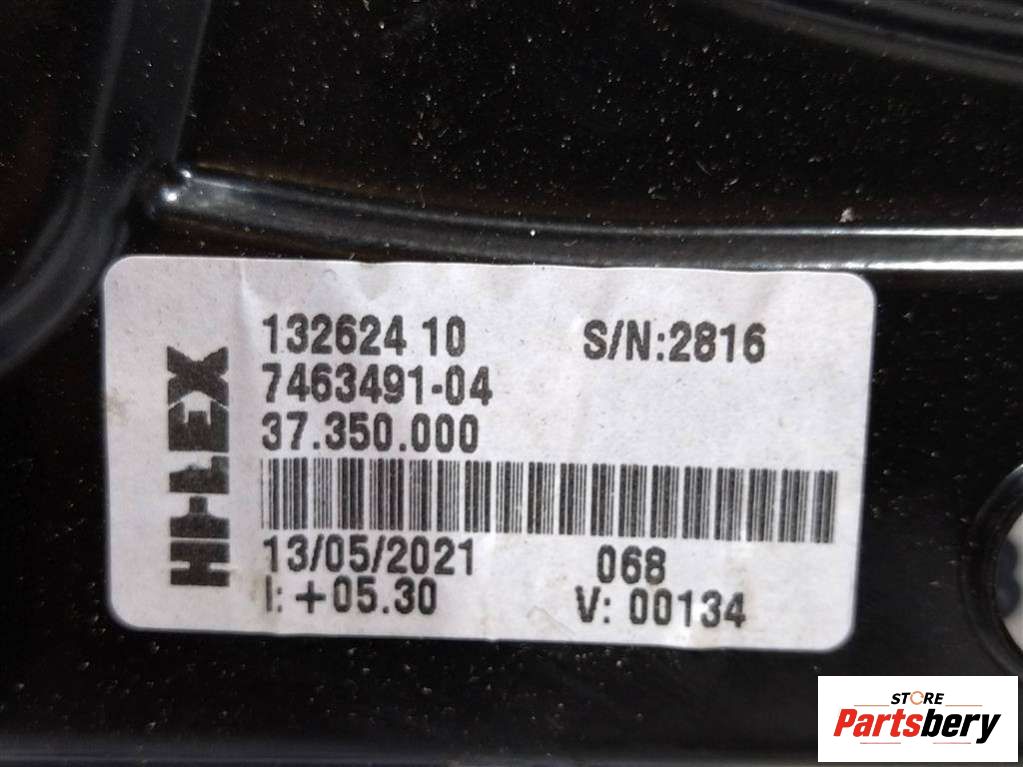 HI-LEX
132624 10 S/N:2816
7463491-04
37.350.000
13/05/2021 068
I: +05.30 V: 00134
STORE
Partsbery